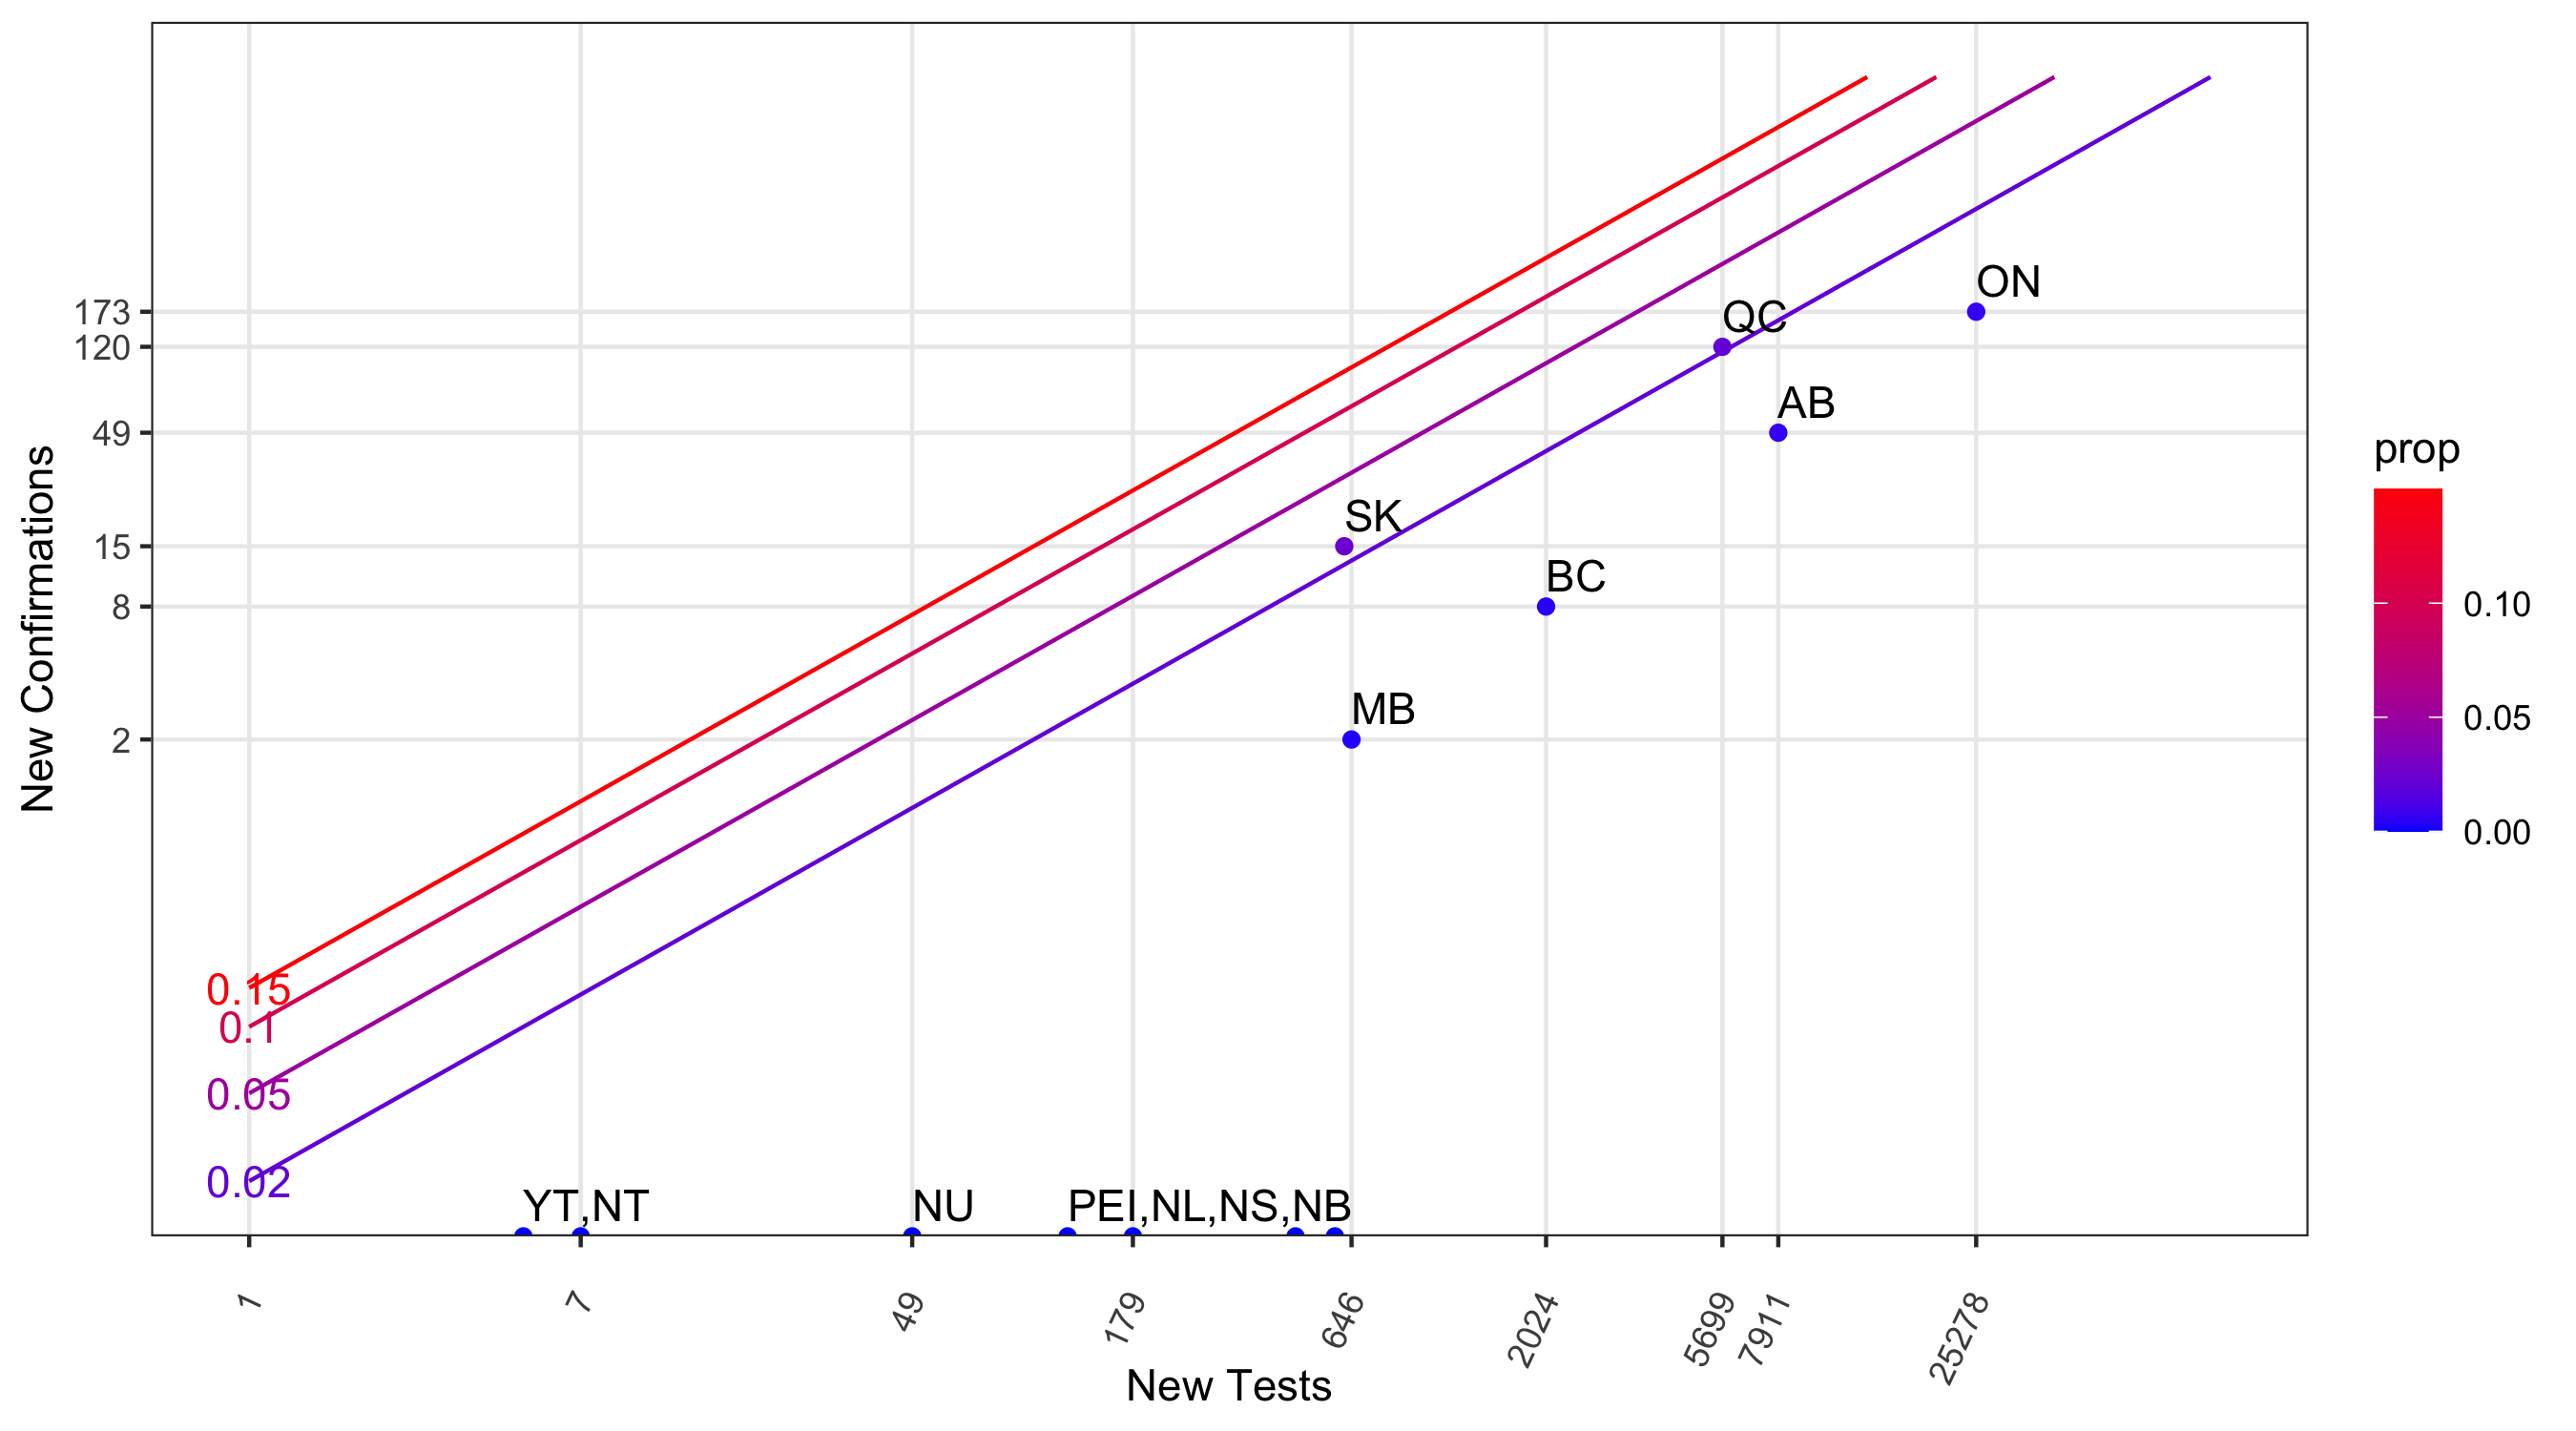 ON
173
QC
120
AB
49
prop
SK
15
BC
8
0.10
MB
0.05
2
0.00
New Confirmations
0.15
0.1
0.05
0.02
YT,NT
NU
PEI,NL,NS,NB
1
7
49
179
646
2024
5699
7911
25278
New Tests